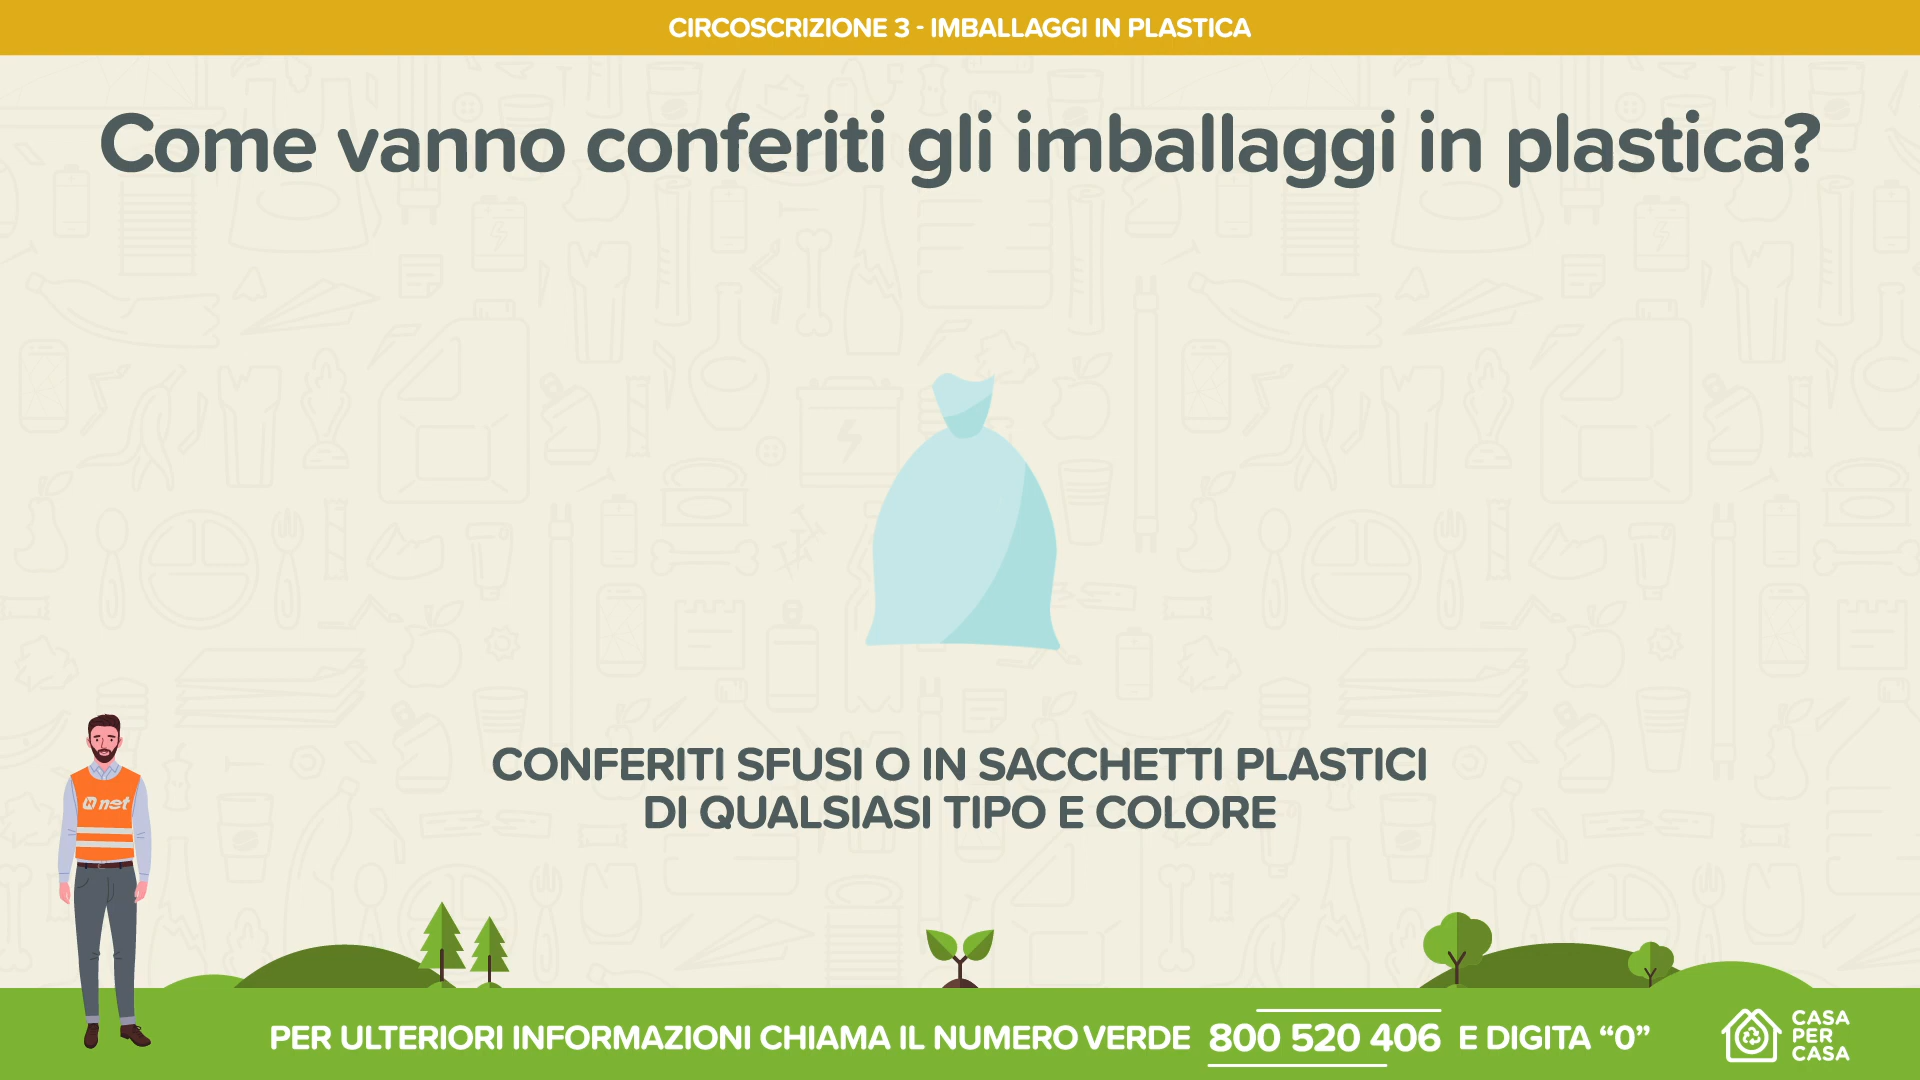 CIRCOSCRIZIONE 3 - IMBALLAGGI IN PLASTICA
Come vanno conferiti gli imballaggi in plastica?
CONFERITI SFUSI O IN SACCHETTI PLASTICI
DI QUALSIASI TIPO E COLORE
net
PER ULTERIORI INFORMAZIONI CHIAMA IL NUMERO VERDE 800 520 406 E DIGITA “0”
CASA
PER
CASA